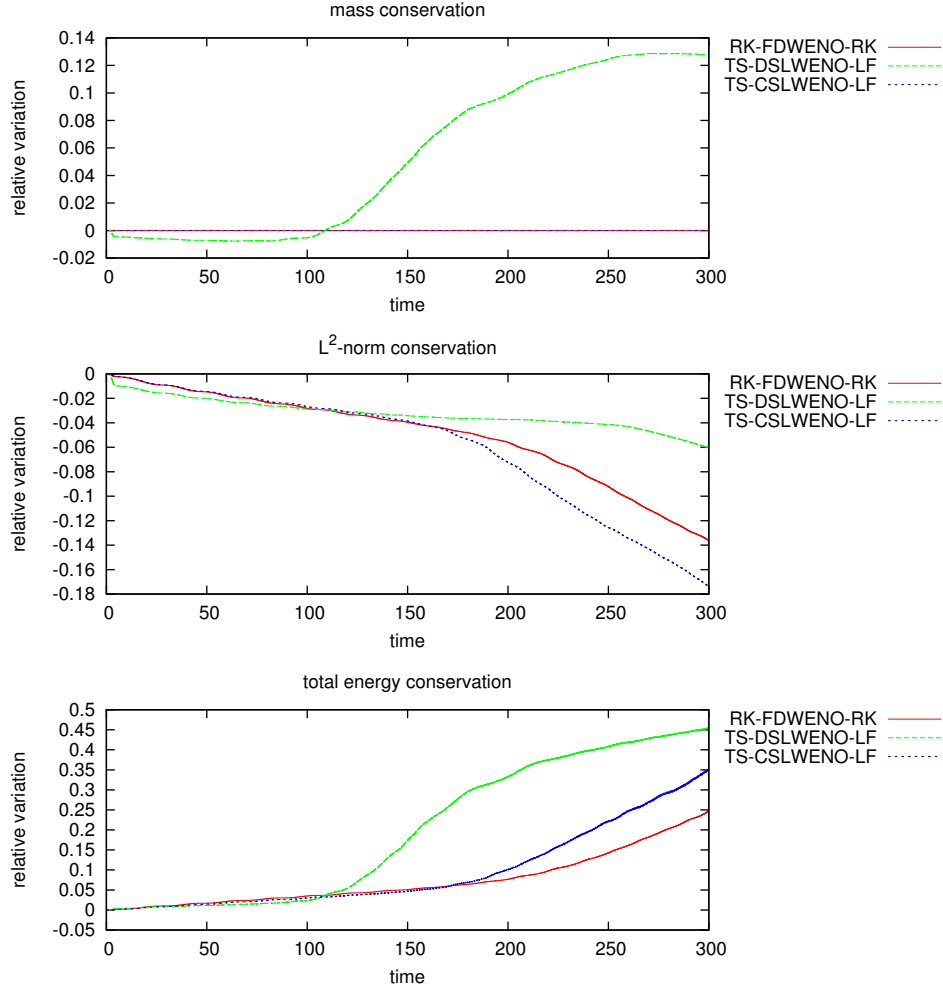 mass conservation
relative variation
0.14
0.12
0.1
0.08
0.06
0.04
0.02
0
-0.02
0 50 100 150 200 250 300
time
RK-FDWENO-RK
TS-DSLWENO-LF
TS-CSLWENO-LF
L²-norm conservation
relative variation
0
-0.02
-0.04
-0.06
-0.08
-0.1
-0.12
-0.14
-0.16
-0.18
0 50 100 150 200 250 300
time
RK-FDWENO-RK
TS-DSLWENO-LF
TS-CSLWENO-LF
total energy conservation
relative variation
0.5
0.45
0.4
0.35
0.3
0.25
0.2
0.15
0.1
0.05
0
-0.05
0 50 100 150 200 250 300
time
RK-FDWENO-RK
TS-DSLWENO-LF
TS-CSLWENO-LF